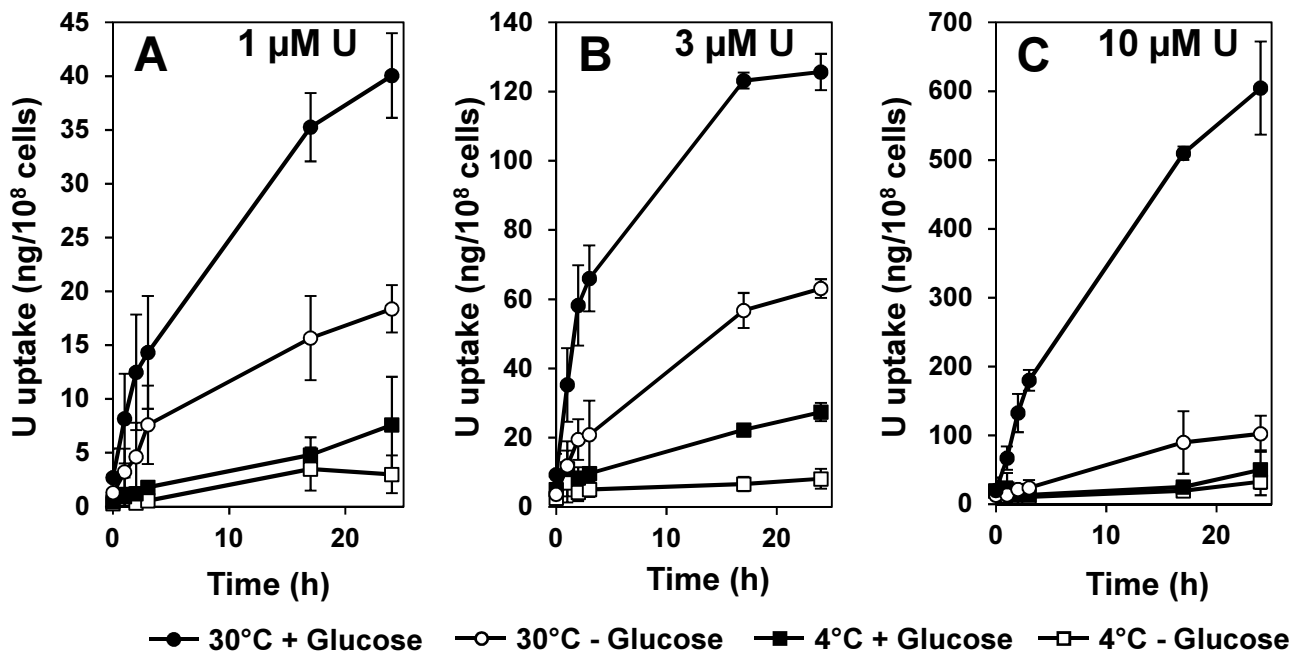 A 1 µM U
U uptake (ng/10⁸ cells)
45
40
35
30
25
20
15
10
5
0
0 10 20
Time (h)
B 3 µM U
U uptake (ng/10⁸ cells)
140
120
100
80
60
40
20
0
0 10 20
Time (h)
C 10 µM U
U uptake (ng/10⁸ cells)
700
600
500
400
300
200
100
0
0 10 20
Time (h)
30°C + Glucose 30°C - Glucose 4°C + Glucose 4°C - Glucose